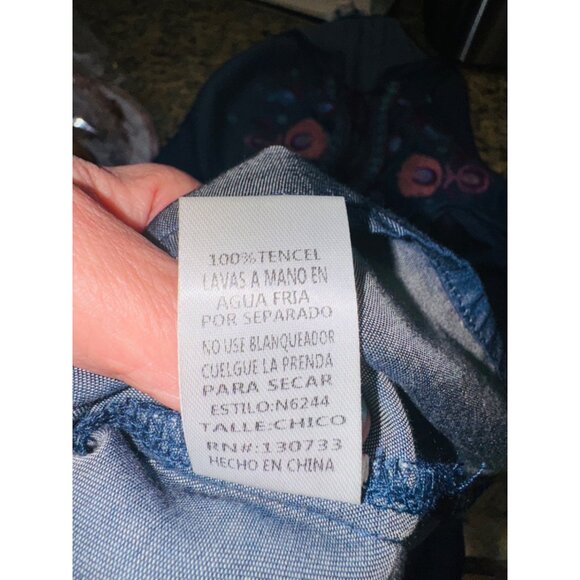 100%TENCEL
LAVAS A MANO EN
AGUA FRIA
POR SEPARADO
NO USE BLANQUEADOR
CUELGUE LA PRENDA
PARA SECAR
ESTILO:N6244
TALLE:CHICO
RN#:130733
HECHO EN CHINA